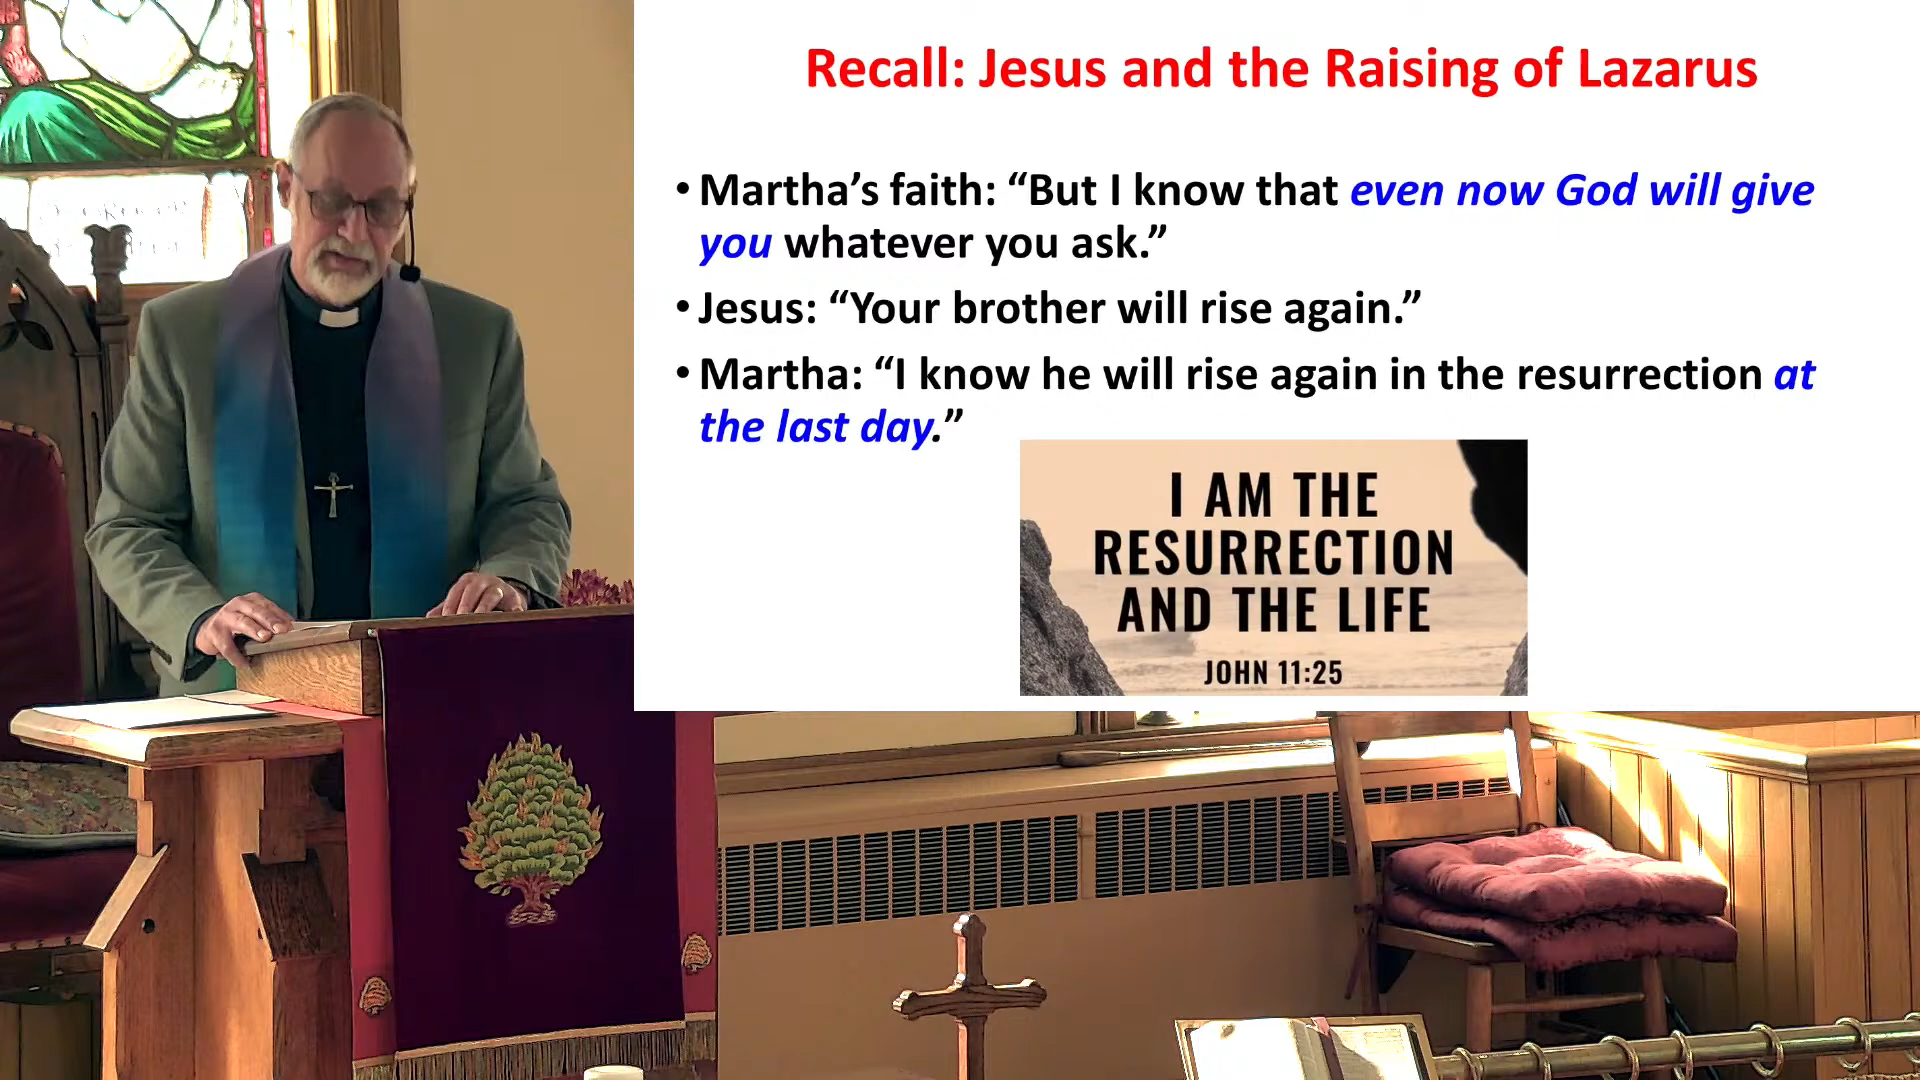 Recall: Jesus and the Raising of Lazarus
• Martha’s faith: “But I know that even now God will give
you whatever you ask.”
• Jesus: “Your brother will rise again.”
• Martha: “I know he will rise again in the resurrection at
the last day.”
I AM THE
RESURRECTION
AND THE LIFE
JOHN 11:25